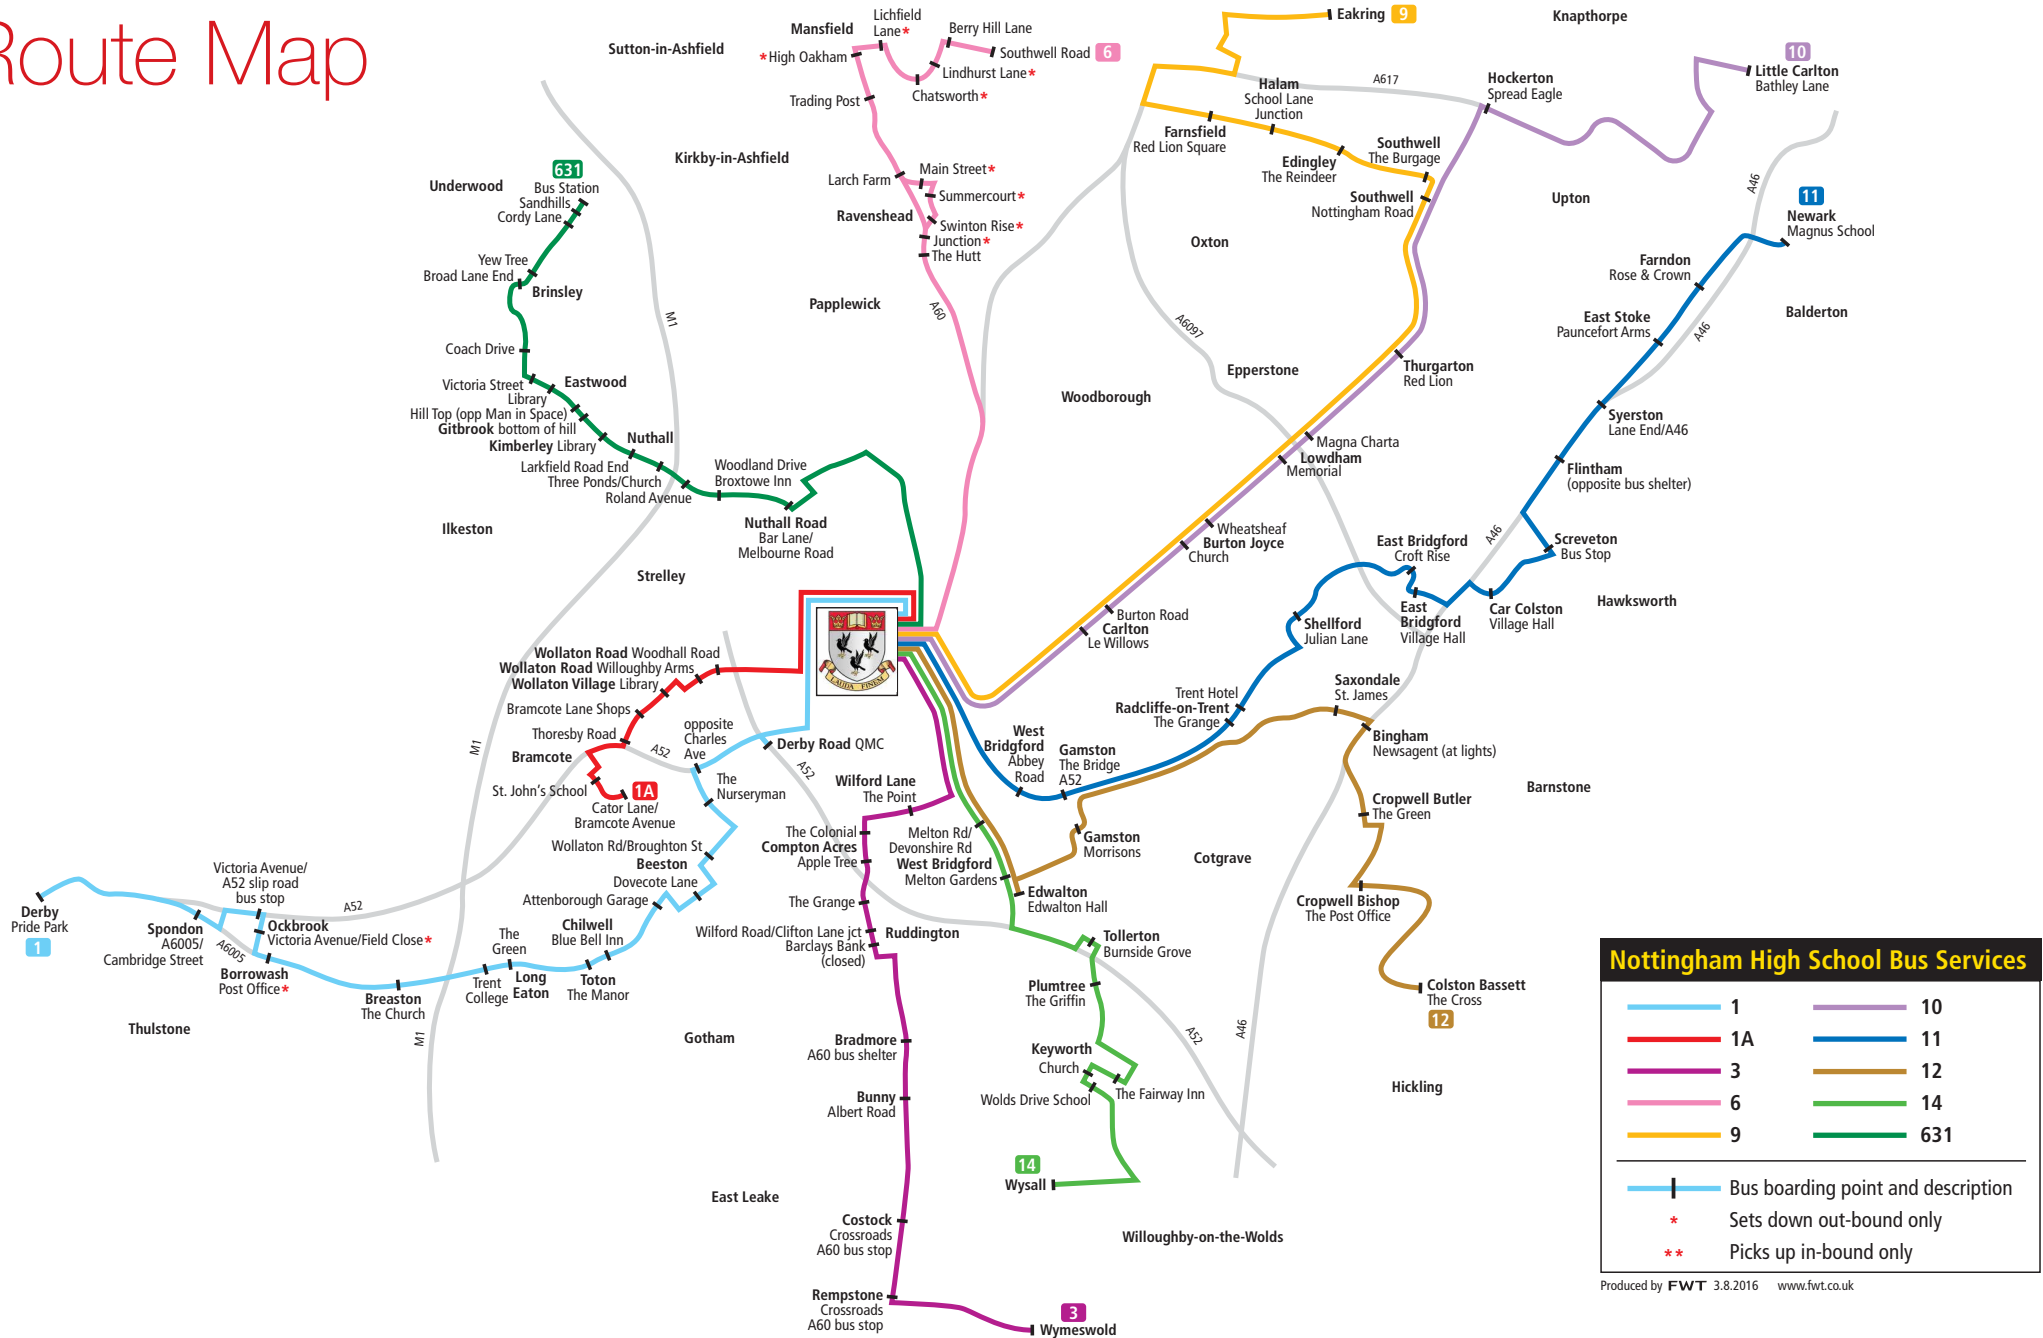 Route Map
Sutton-in-Ashfield
Mansfield
Lichfield
Lane*
*High Oakham
Berry Hill Lane
Southwell Road 6
Lindhurst Lane*
Chatsworth*
Trading Post
Kirkby-in-Ashfield
Larch Farm
Main Street*
Summercourt*
Ravenshead
Swinton Rise*
Junction*
The Hutt
Papplewick
A60
Eakring 9
Knapthorpe
10
Little Carlton
Bathley Lane
A617
Hockerton
Spread Eagle
Halam
School Lane
Junction
Farnsfield
Red Lion Square
Edingley
The Reindeer
Southwell
The Burgage
Southwell
Nottingham Road
Upton
A46
11
Newark
Magnus School
Oxton
Farndon
Rose & Crown
Balderton
East Stoke
Pauncefort Arms
A46
A6097
Epperstone
Woodborough
Thurgarton
Red Lion
Syerston
Lane End/A46
Magna Charta
Lowdham
Memorial
Flintham
(opposite bus shelter)
Wheatsheaf
Burton Joyce
Church
East Bridgford
Croft Rise
A46
Screveton
Bus Stop
Hawksworth
East
Bridgford
Village Hall
Car Colston
Village Hall
Burton Road
Carlton
Le Willows
Shellford
Julian Lane
Underwood
631
Bus Station
Sandhills
Cordy Lane
Yew Tree
Broad Lane End
Brinsley
M1
Coach Drive
Victoria Street
Library
Eastwood
Hill Top (opp Man in Space)
Gitbrook bottom of hill
Kimberley Library
Nuthall
Larkfield Road End
Three Ponds/Church
Roland Avenue
Woodland Drive
Broxtowe Inn
Nuthall Road
Bar Lane/
Melbourne Road
Ilkeston
Strelley
LAUDA FINEM
Wollaton Road Woodhall Road
Wollaton Road Willoughby Arms
Wollaton Village Library
Bramcote Lane Shops
Thoresby Road
Bramcote
St. John's School
1A
Cator Lane/
Bramcote Avenue
A52
opposite
Charles
Ave
Derby Road QMC
A52
The
Nurseryman
M1
Wollaton Rd/Broughton St
Beeston
Dovecote Lane
Attenborough Garage
Chilwell
Blue Bell Inn
The
Green
Long
Eaton
Toton
The Manor
Trent
College
Breaston
The Church
Victoria Avenue/
A52 slip road
bus stop
A52
Derby
Pride Park
1
Spondon
A6005/
Cambridge Street
A6005
Ockbrook
Victoria Avenue/Field Close*
Borrowash
Post Office*
Thulstone
M1
Gotham
East Leake
Wilford Lane
The Point
The Colonial
Compton Acres
Apple Tree
The Grange
Wilford Road/Clifton Lane jct
Barclays Bank
(closed)
Ruddington
Bradmore
A60 bus shelter
Bunny
Albert Road
Costock
Crossroads
A60 bus stop
Rempstone
Crossroads
A60 bus stop
3
Wymeswold
West
Bridgford
Abbey
Road
Gamston
The Bridge
A52
Trent Hotel
Radcliffe-on-Trent
The Grange
Saxondale
St. James
Bingham
Newsagent (at lights)
Barnstone
Gamston
Morrisons
Melton Rd/
Devonshire Rd
West Bridgford
Melton Gardens
Edwalton
Edwalton Hall
Cotgrave
Cropwell Butler
The Green
Cropwell Bishop
The Post Office
Colston Bassett
The Cross
12
Tollerton
Burnside Grove
Plumtree
The Griffin
Keyworth
Church
The Fairway Inn
Wolds Drive School
14
Wysall
A52
A46
Hickling
Willoughby-on-the-Wolds
Nottingham High School Bus Services
1
1A
3
6
9
10
11
12
14
631
Bus boarding point and description
* Sets down out-bound only
** Picks up in-bound only
Produced by FWT 3.8.2016 www.fwt.co.uk